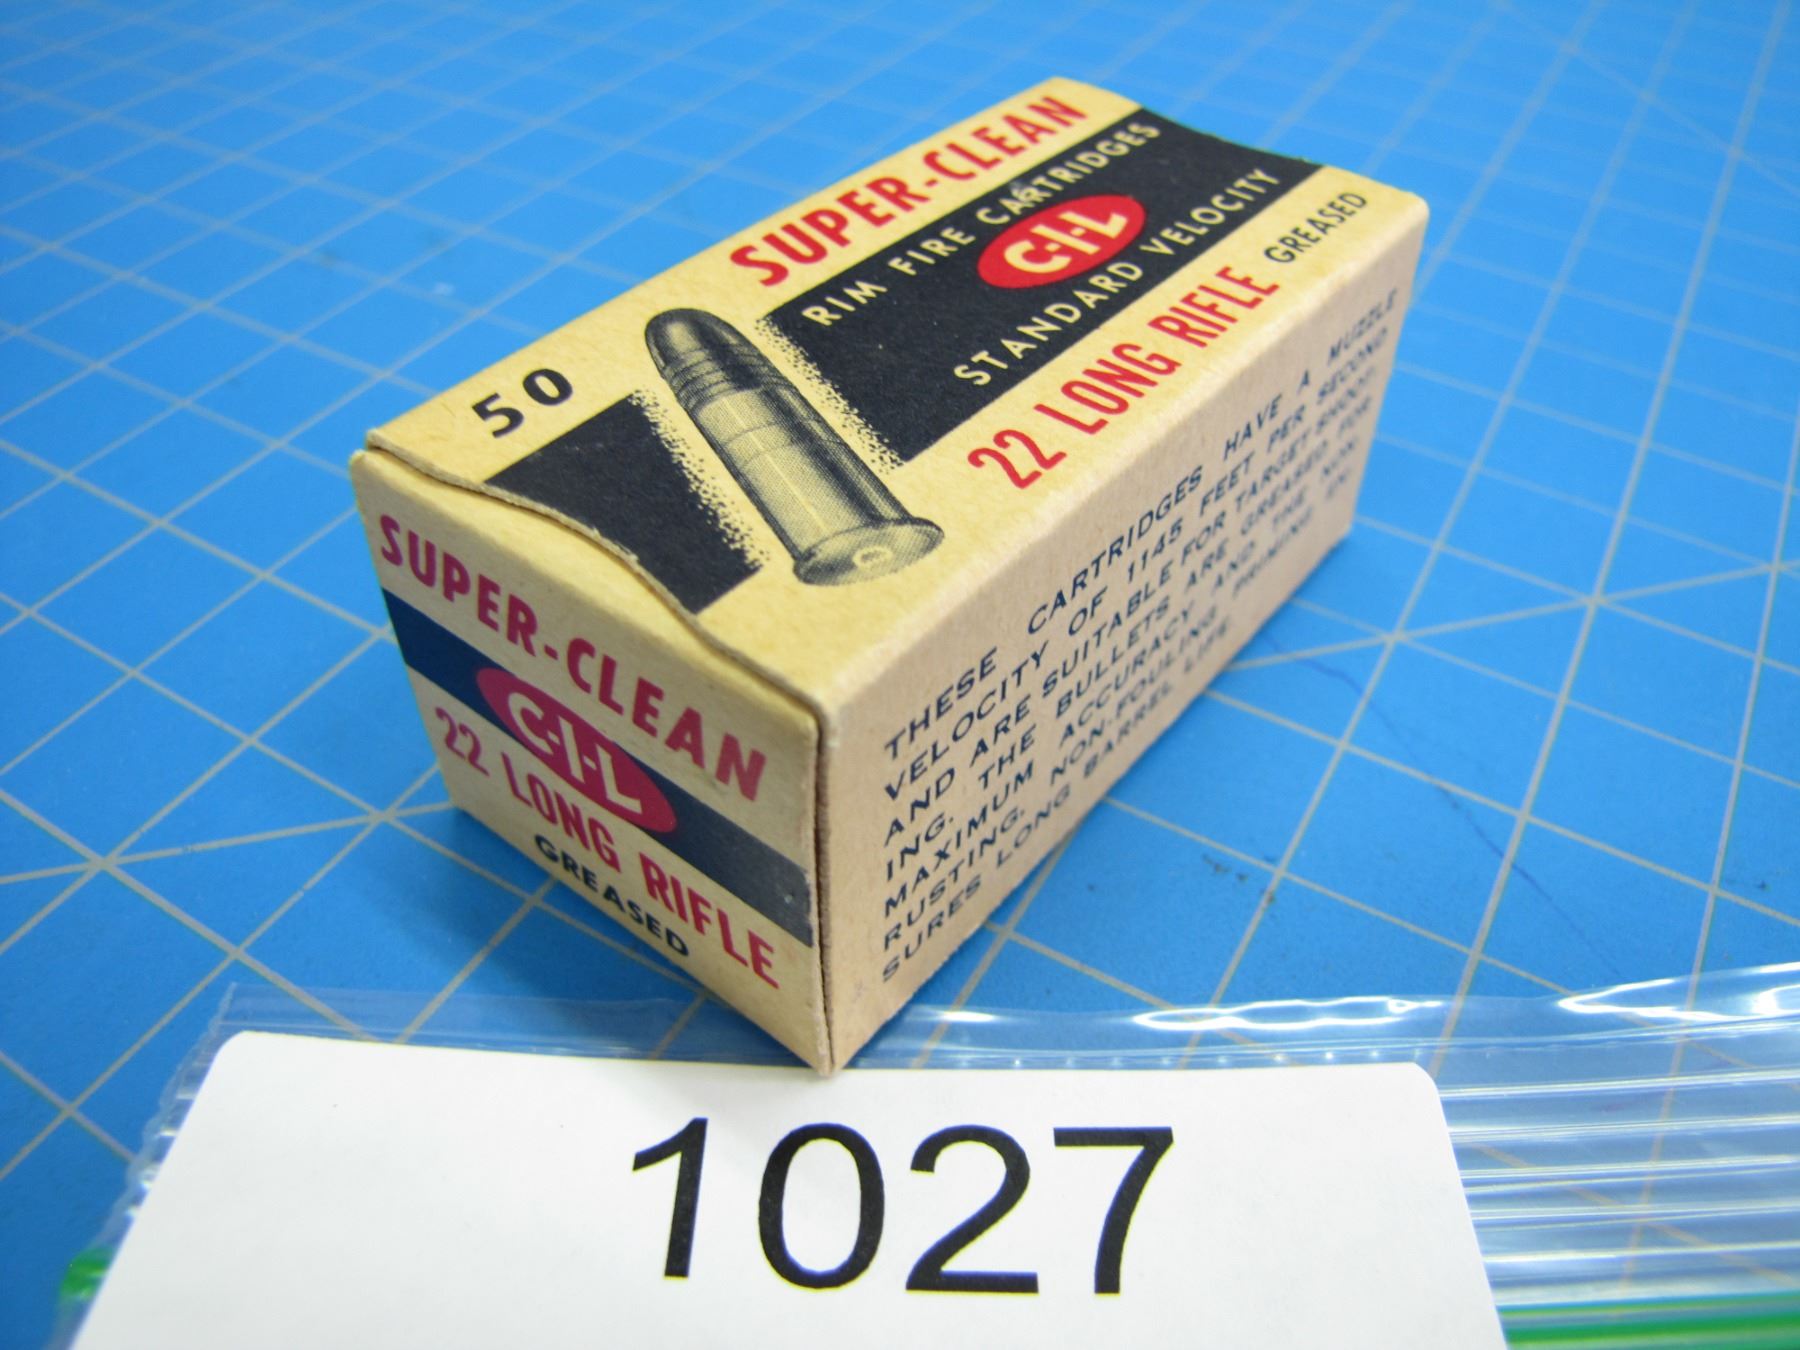 50
SUPER-CLEAN
RIM FIRE CARTRIDGES
C-I-L
STANDARD VELOCITY
22 LONG RIFLE GREASED
SUPER-CLEAN
C-I-L
22 LONG RIFLE
GREASED
THESE CARTRIDGES HAVE A MUZZLE
VELOCITY OF 1145 FEET PER SECOND
AND ARE SUITABLE FOR TARGET SHOOT-
ING. THE BULLETS ARE GREASED FOR
MAXIMUM ACCURACY AND THE NON-
RUSTING. NON-FOULING PRIMING EN-
SURES LONG BARREL LIFE.
1027